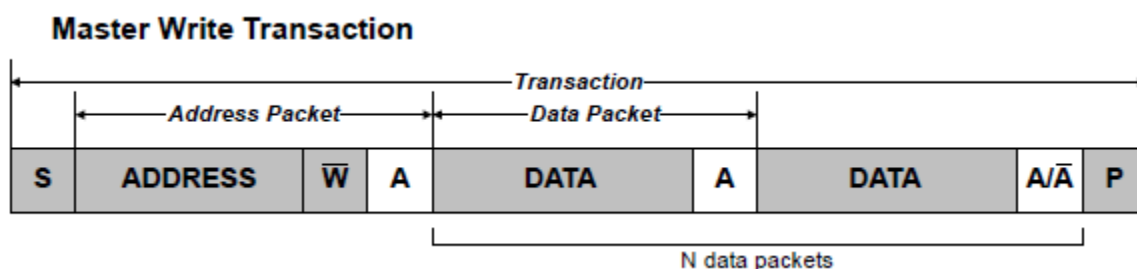 Master Write Transaction
Transaction
Address Packet Data Packet
S ADDRESS W̅ A DATA A DATA A/A̅ P
N data packets